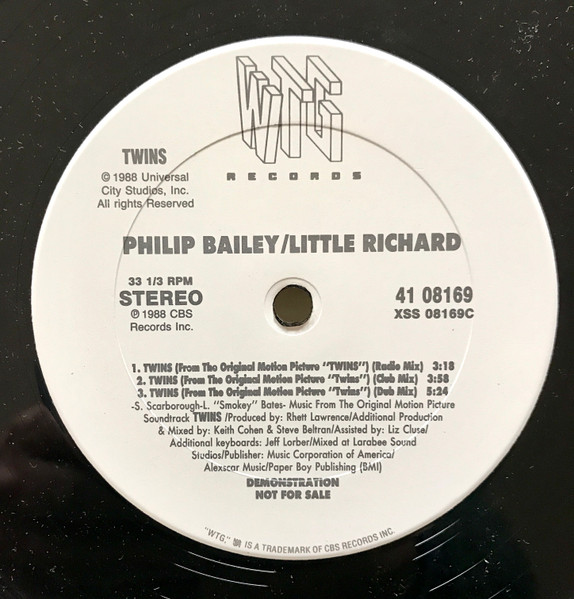 WTG
RECORDS
TWINS
© 1988 Universal
City Studios, Inc.
All rights Reserved
PHILIP BAILEY/LITTLE RICHARD
33 1/3 RPM
STEREO
℗ 1988 CBS
Records Inc.
41 08169
XSS 08169C
1. TWINS (From The Original Motion Picture "TWINS") (Radio Mix) 3:18
2. TWINS (From The Original Motion Picture "Twins") (Club Mix) 3:58
3. TWINS (From The Original Motion Picture "Twins") (Dub Mix) 5:24
-S. Scarborough-L. "Smokey" Bates- Music From The Original Motion Picture
Soundtrack TWINS /Produced by: Rhett Lawrence/Additional Production
& Mixed by: Keith Cohen & Steve Beltran/Assisted by: Liz Cluse/
Additional keyboards: Jeff Lorber/Mixed at Larabee Sound
Studios/Publisher: Music Corporation of America/
Alexscar Music/Paper Boy Publishing (BMI)
DEMONSTRATION
NOT FOR SALE
"WTG," WTG IS A TRADEMARK OF CBS RECORDS INC.